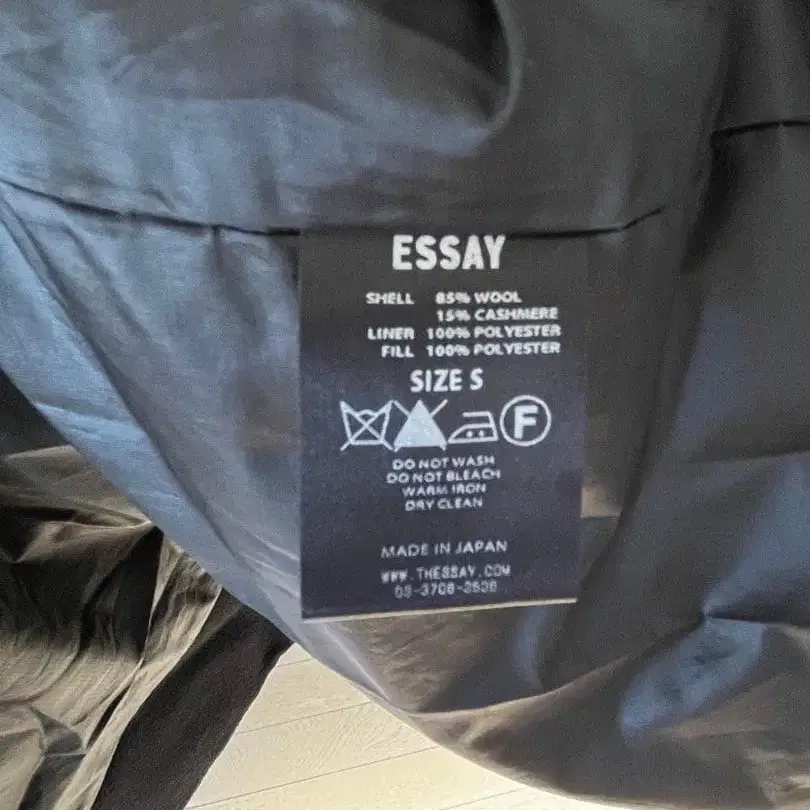 ESSAY
SHELL 85% WOOL
15% CASHMERE
LINER 100% POLYESTER
FILL 100% POLYESTER
SIZE S
F
DO NOT WASH
DO NOT BLEACH
WARM IRON
DRY CLEAN
MADE IN JAPAN
WWW.THESSAY.COM